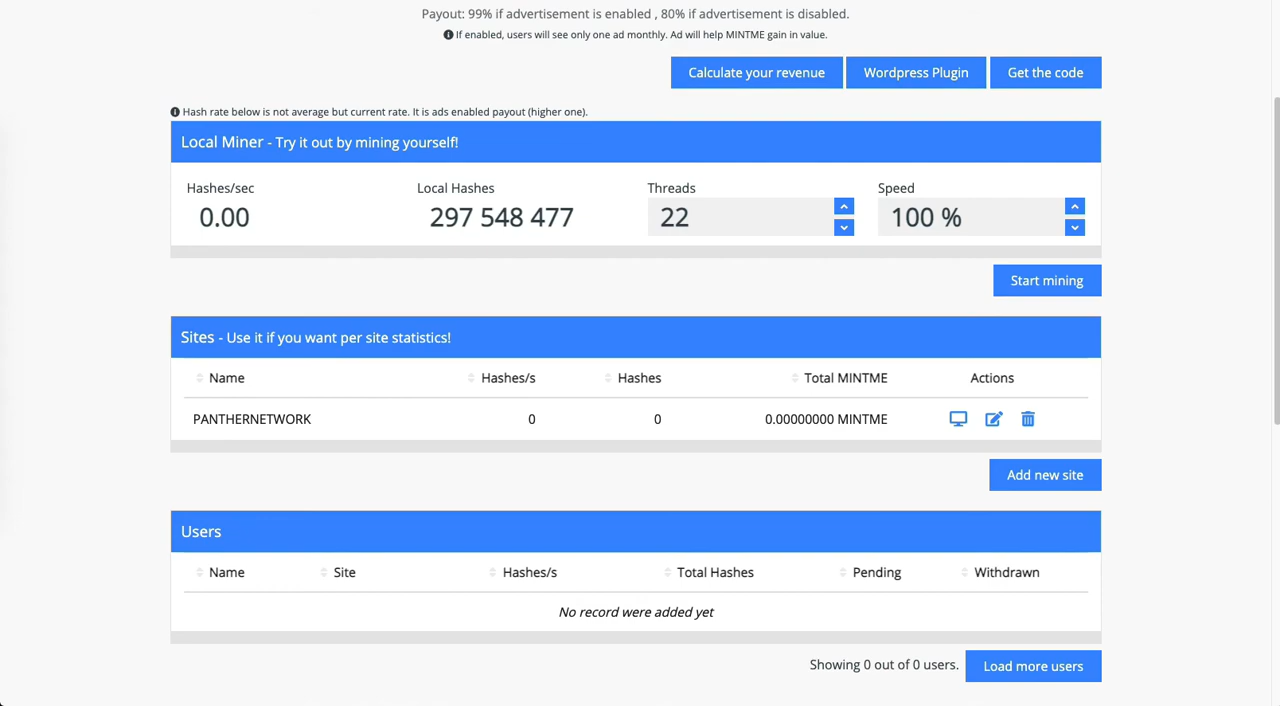 Payout: 99% if advertisement is enabled , 80% if advertisement is disabled.
If enabled, users will see only one ad monthly. Ad will help MINTME gain in value.
Calculate your revenue Wordpress Plugin Get the code
Hash rate below is not average but current rate. It is ads enabled payout (higher one).
Local Miner - Try it out by mining yourself!
Hashes/sec Local Hashes Threads Speed
0.00 297 548 477 22 100 %
Start mining
Sites - Use it if you want per site statistics!
Name Hashes/s Hashes Total MINTME Actions
PANTHERNETWORK 0 0 0.00000000 MINTME
Add new site
Users
Name Site Hashes/s Total Hashes Pending Withdrawn
No record were added yet
Showing 0 out of 0 users. Load more users